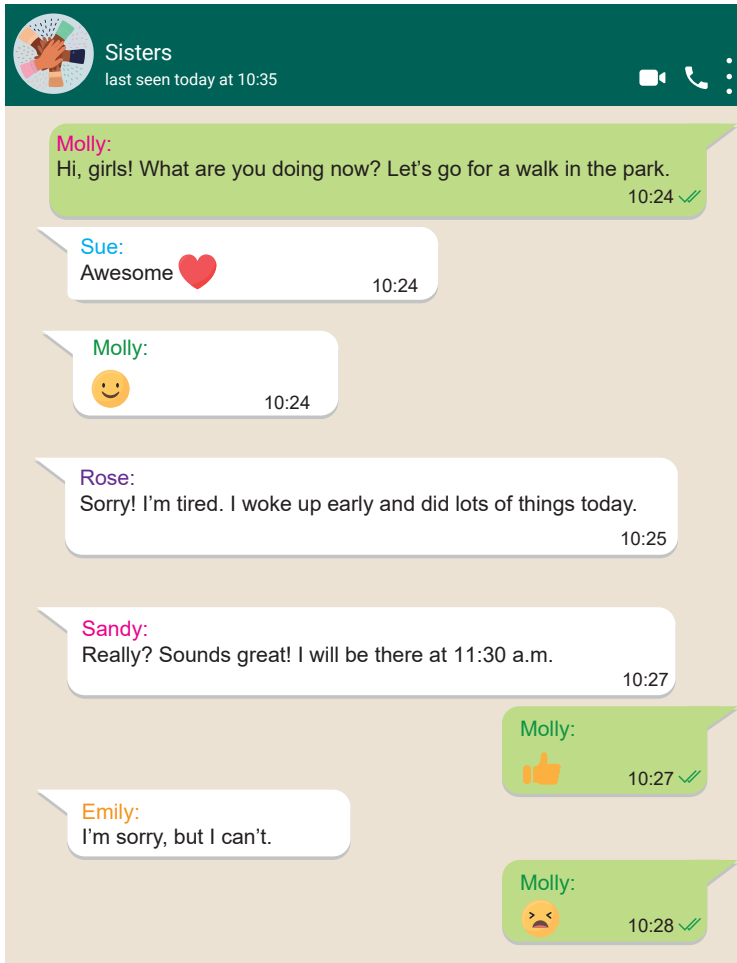 Sisters
last seen today at 10:35
Molly:
Hi, girls! What are you doing now? Let’s go for a walk in the park.
10:24
Sue:
Awesome
10:24
Molly:
10:24
Rose:
Sorry! I’m tired. I woke up early and did lots of things today.
10:25
Sandy:
Really? Sounds great! I will be there at 11:30 a.m.
10:27
Molly:
10:27
Emily:
I’m sorry, but I can’t.
Molly:
10:28